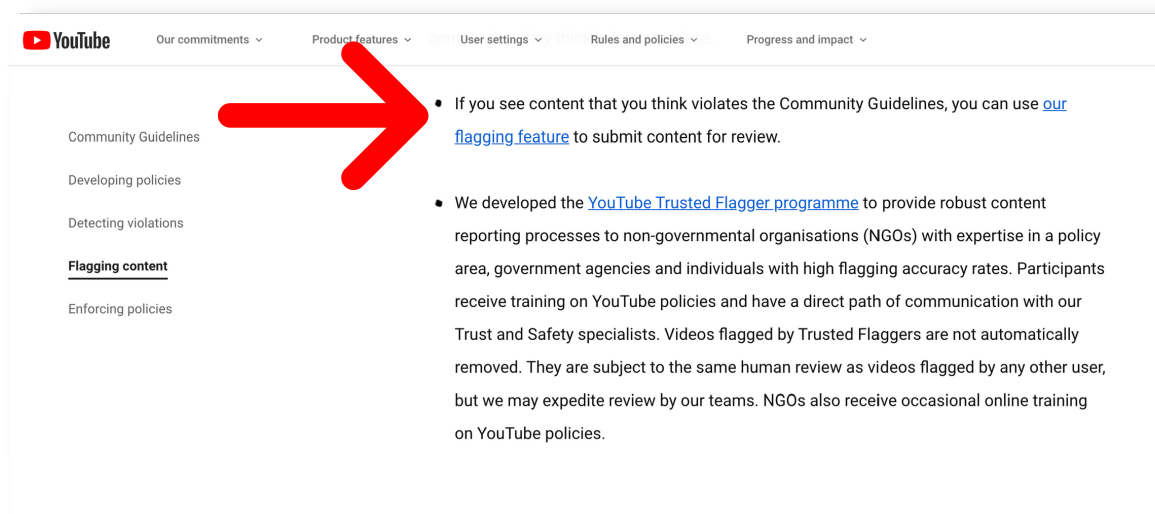 YouTube
Our commitments
Product features
User settings
Rules and policies
Progress and impact
Community Guidelines
Developing policies
Detecting violations
Flagging content
Enforcing policies
If you see content that you think violates the Community Guidelines, you can use our
flagging feature to submit content for review.
We developed the YouTube Trusted Flagger programme to provide robust content
reporting processes to non-governmental organisations (NGOs) with expertise in a policy
area, government agencies and individuals with high flagging accuracy rates. Participants
receive training on YouTube policies and have a direct path of communication with our
Trust and Safety specialists. Videos flagged by Trusted Flaggers are not automatically
removed. They are subject to the same human review as videos flagged by any other user,
but we may expedite review by our teams. NGOs also receive occasional online training
on YouTube policies.